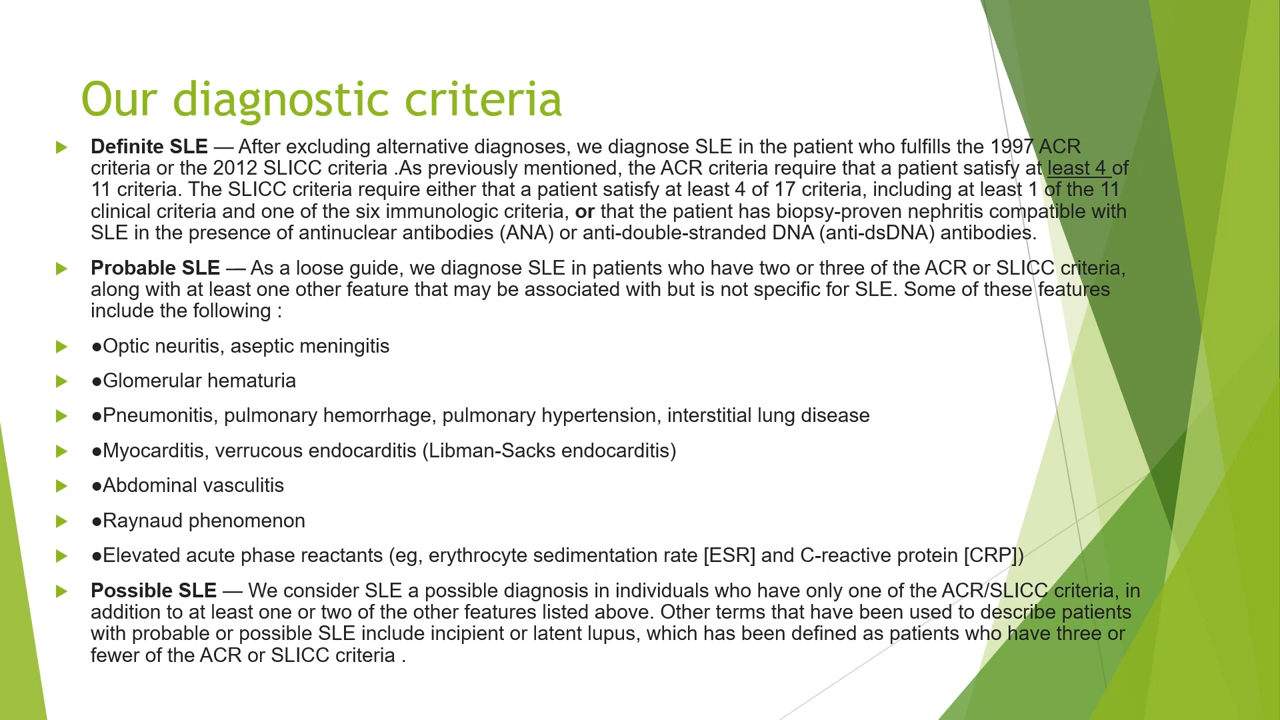 Our diagnostic criteria
Definite SLE — After excluding alternative diagnoses, we diagnose SLE in the patient who fulfills the 1997 ACR
criteria or the 2012 SLICC criteria .As previously mentioned, the ACR criteria require that a patient satisfy at least 4 of
11 criteria. The SLICC criteria require either that a patient satisfy at least 4 of 17 criteria, including at least 1 of the 11
clinical criteria and one of the six immunologic criteria, or that the patient has biopsy-proven nephritis compatible with
SLE in the presence of antinuclear antibodies (ANA) or anti-double-stranded DNA (anti-dsDNA) antibodies.
Probable SLE — As a loose guide, we diagnose SLE in patients who have two or three of the ACR or SLICC criteria,
along with at least one other feature that may be associated with but is not specific for SLE. Some of these features
include the following :
●Optic neuritis, aseptic meningitis
●Glomerular hematuria
●Pneumonitis, pulmonary hemorrhage, pulmonary hypertension, interstitial lung disease
●Myocarditis, verrucous endocarditis (Libman-Sacks endocarditis)
●Abdominal vasculitis
●Raynaud phenomenon
●Elevated acute phase reactants (eg, erythrocyte sedimentation rate [ESR] and C-reactive protein [CRP])
Possible SLE — We consider SLE a possible diagnosis in individuals who have only one of the ACR/SLICC criteria, in
addition to at least one or two of the other features listed above. Other terms that have been used to describe patients
with probable or possible SLE include incipient or latent lupus, which has been defined as patients who have three or
fewer of the ACR or SLICC criteria .